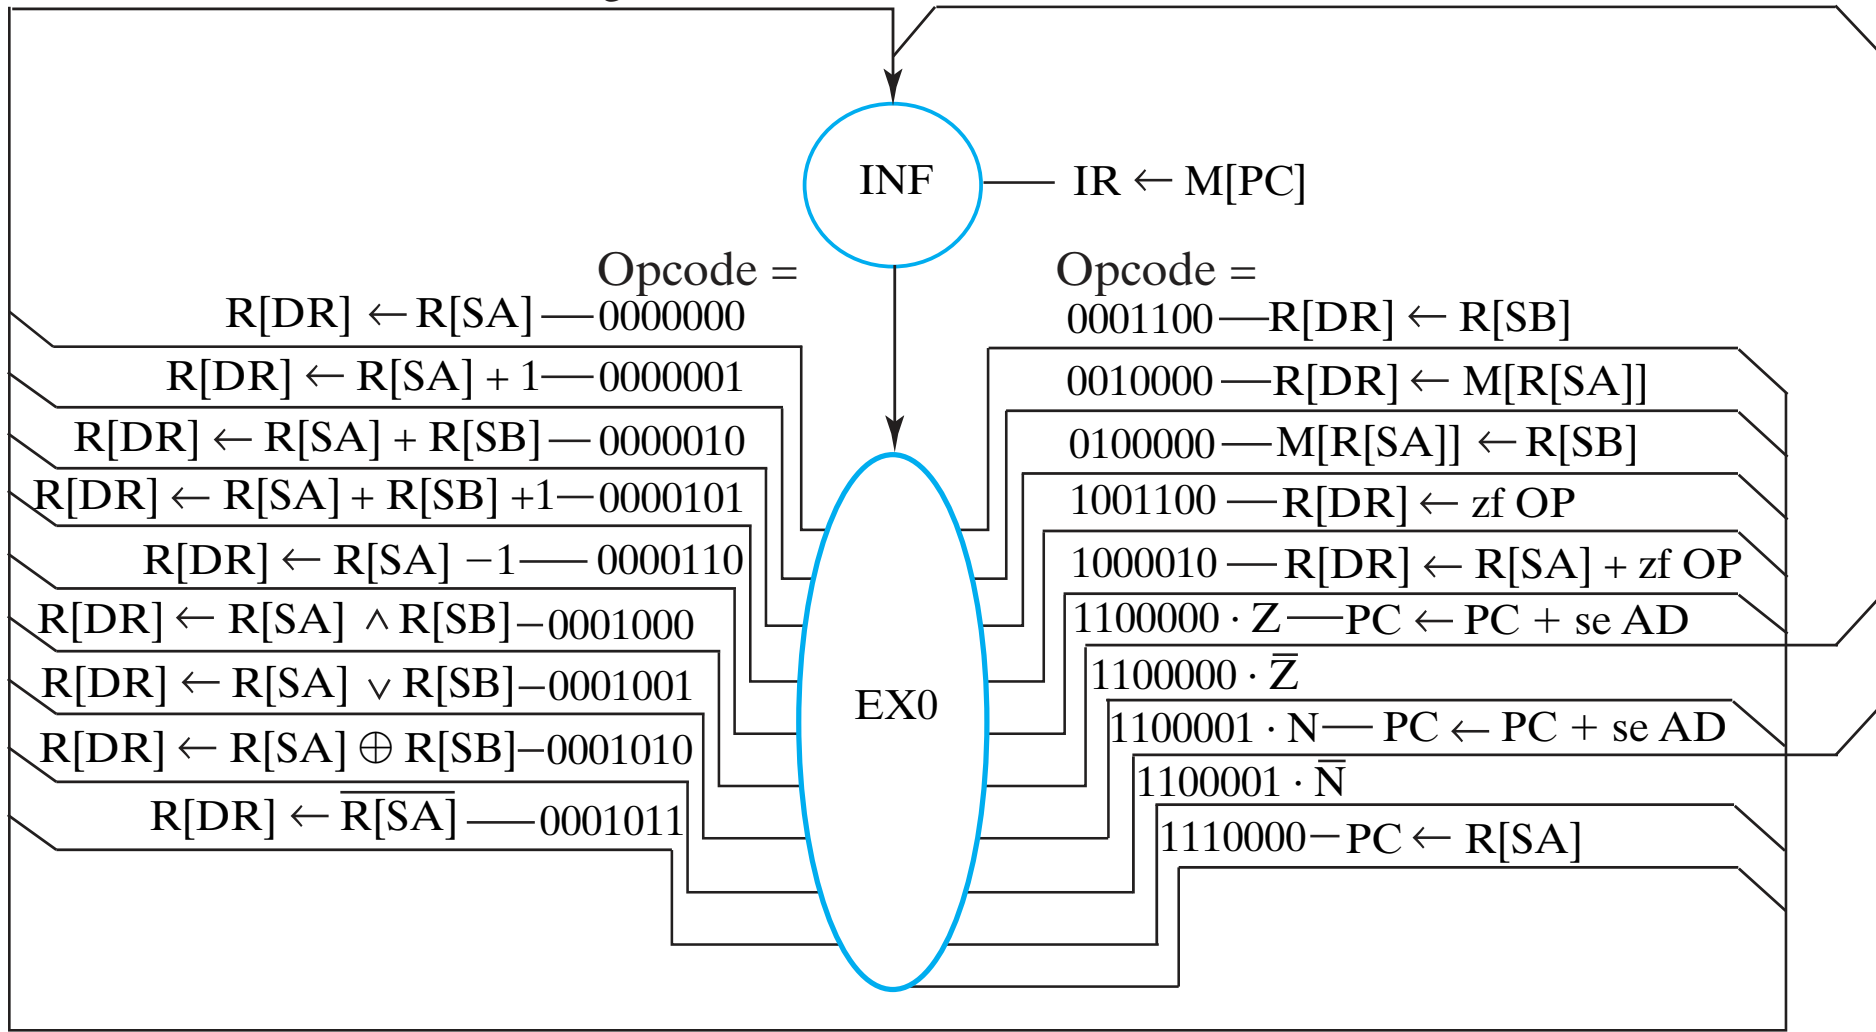 INF
IR ← M[PC]
Opcode =
R[DR] ← R[SA] — 0000000
R[DR] ← R[SA] + 1 — 0000001
R[DR] ← R[SA] + R[SB] — 0000010
R[DR] ← R[SA] + R[SB] +1 — 0000101
R[DR] ← R[SA] −1 — 0000110
R[DR] ← R[SA] ∧ R[SB] – 0001000
R[DR] ← R[SA] ∨ R[SB] – 0001001
R[DR] ← R[SA] ⊕ R[SB] – 0001010
R[DR] ← R̅[̅S̅A̅]̅ — 0001011
EX0
Opcode =
0001100 — R[DR] ← R[SB]
0010000 — R[DR] ← M[R[SA]]
0100000 — M[R[SA]] ← R[SB]
1001100 — R[DR] ← zf OP
1000010 — R[DR] ← R[SA] + zf OP
1100000 · Z — PC ← PC + se AD
1100000 · Z̅
1100001 · N — PC ← PC + se AD
1100001 · N̅
1110000 – PC ← R[SA]